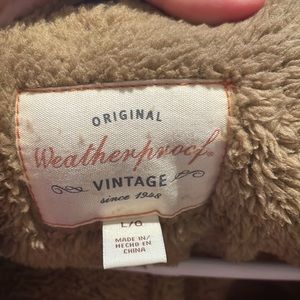 ORIGINAL
Weatherproof®
VINTAGE
since 1948
L/G
MADE IN/
HECHO EN
CHINA